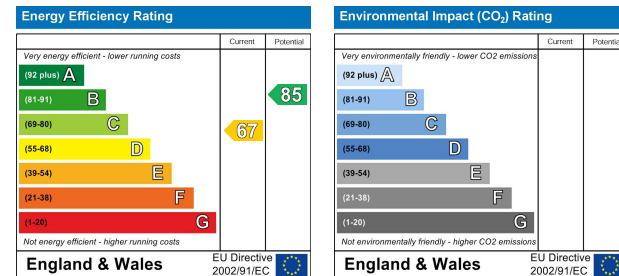 Energy Efficiency Rating
Current Potential
Very energy efficient - lower running costs
(92 plus) A
(81-91) B
85
(69-80) C
67
(55-68) D
(39-54) E
(21-38) F
(1-20) G
Not energy efficient - higher running costs
England & Wales
EU Directive
2002/91/EC
Environmental Impact (CO₂) Rating
Current Potentia
Very environmentally friendly - lower CO2 emissions
(92 plus) A
(81-91) B
(69-80) C
(55-68) D
(39-54) E
(21-38) F
(1-20) G
Not environmentally friendly - higher CO2 emissions
England & Wales
EU Directive
2002/91/EC